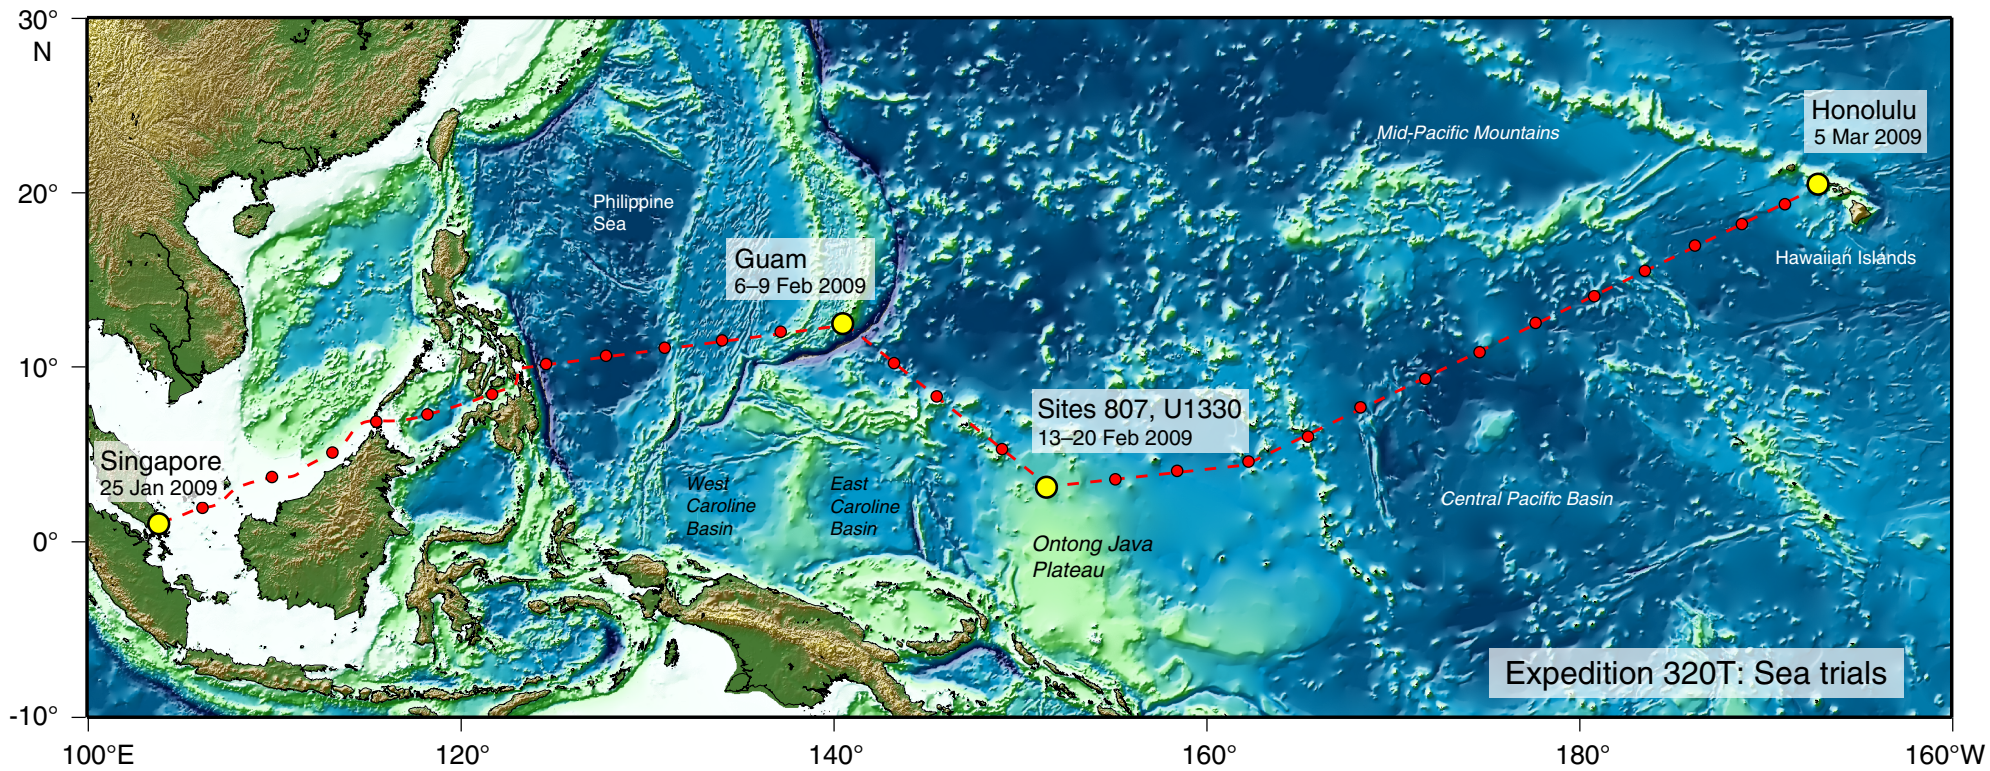 30°
N
20°
10°
0°
-10°
100°E
120°
140°
160°
180°
160°W
Honolulu
5 Mar 2009
Mid-Pacific Mountains
Philippine
Sea
Guam
6–9 Feb 2009
Hawaiian Islands
Sites 807, U1330
13–20 Feb 2009
Singapore
25 Jan 2009
West
Caroline
Basin
East
Caroline
Basin
Central Pacific Basin
Ontong Java
Plateau
Expedition 320T: Sea trials